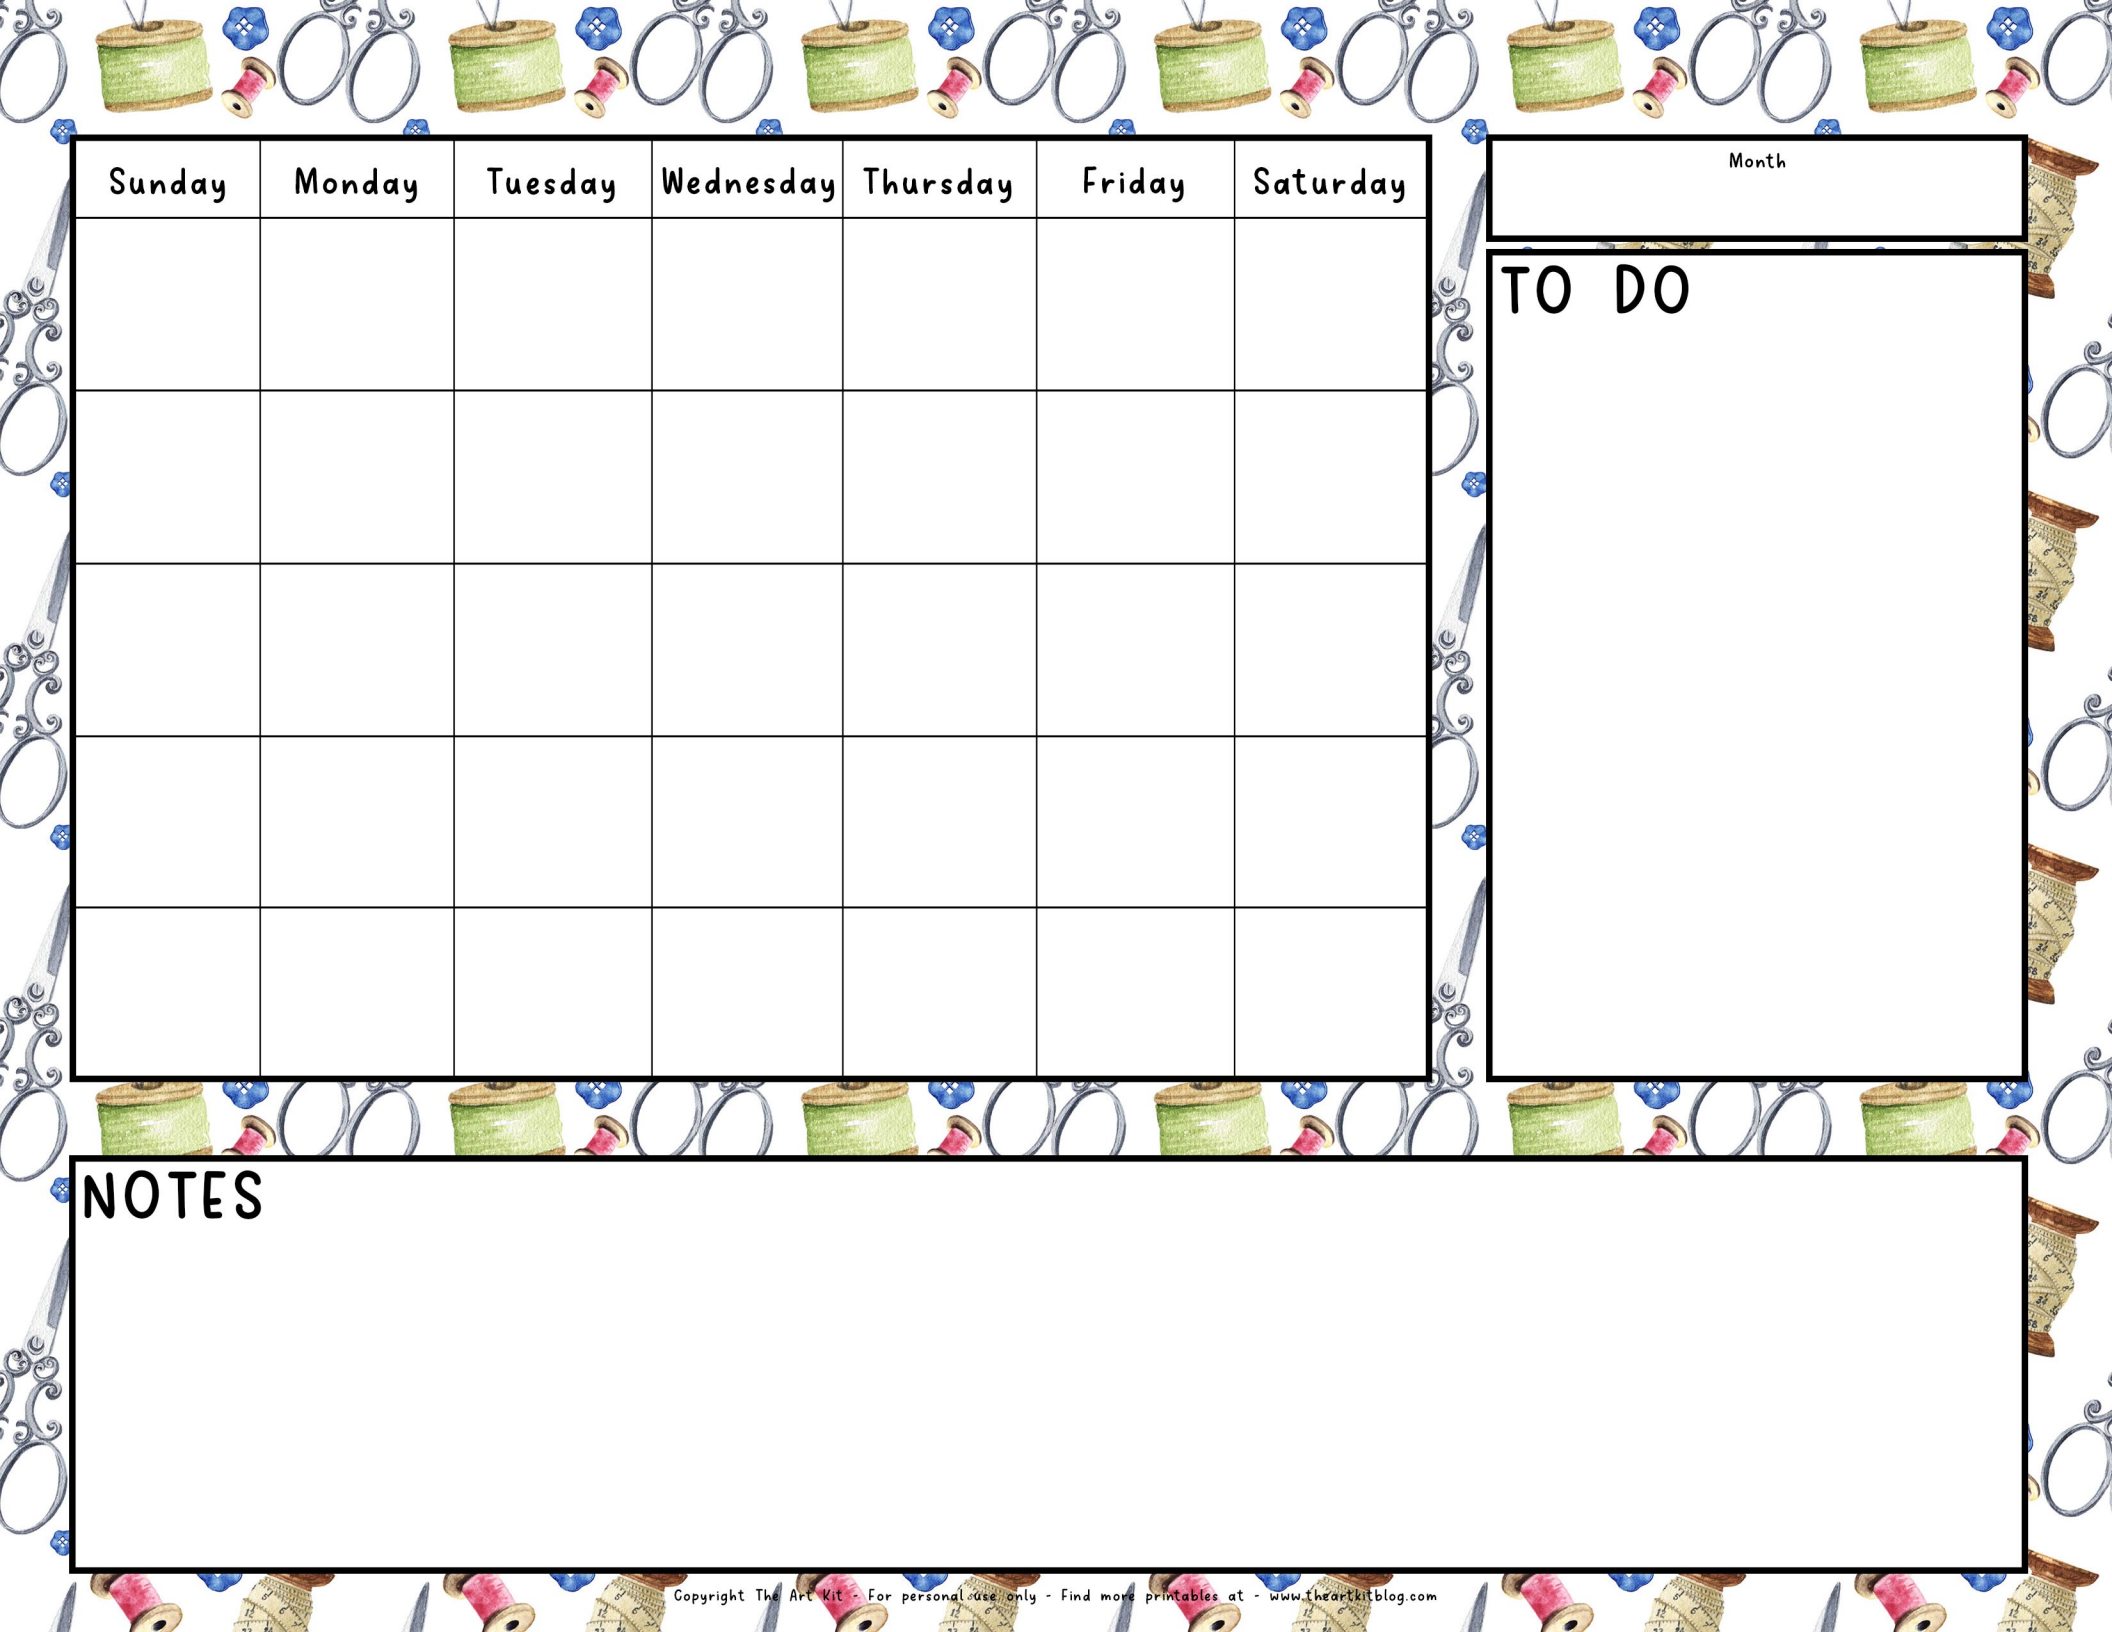 Sunday Monday Tuesday Wednesday Thursday Friday Saturday
Month
TO DO
NOTES
Copyright The Art Kit - For personal use only - Find more printables at - www.theartkitblog.com